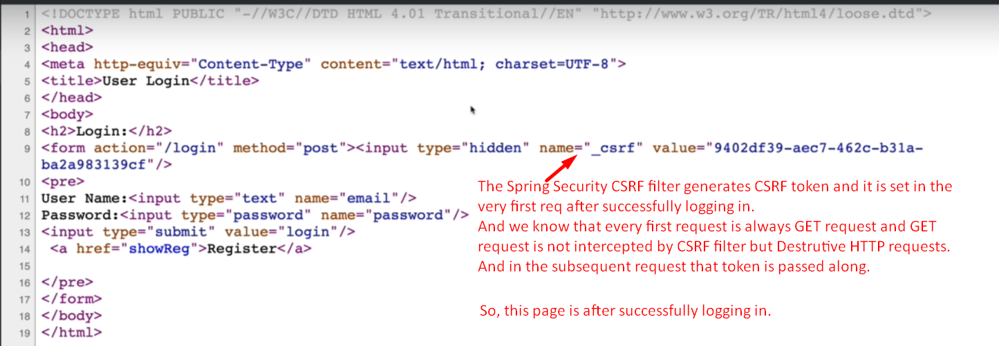 1 <!DOCTYPE html PUBLIC "-//W3C//DTD HTML 4.01 Transitional//EN" "http://www.w3.org/TR/html4/loose.dtd">
2 <html>
3 <head>
4 <meta http-equiv="Content-Type" content="text/html; charset=UTF-8">
5 <title>User Login</title>
6 </head>
7 <body>
8 <h2>Login:</h2>
9 <form action="/login" method="post"><input type="hidden" name="_csrf" value="9402df39-aec7-462c-b31a-
ba2a983139cf"/>
10 <pre>
11 User Name:<input type="text" name="email"/>
12 Password:<input type="password" name="password"/>
13 <input type="submit" value="login"/>
14 <a href="showReg">Register</a>
15
16 </pre>
17 </form>
18 </body>
19 </html>
The Spring Security CSRF filter generates CSRF token and it is set in the
very first req after successfully logging in.
And we know that every first request is always GET request and GET
request is not intercepted by CSRF filter but Destrutive HTTP requests.
And in the subsequent request that token is passed along.
So, this page is after successfully logging in.